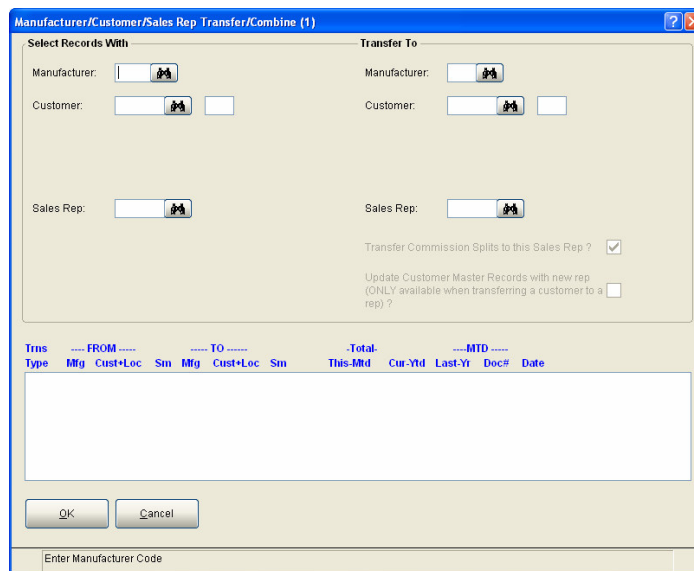 Manufacturer/Customer/Sales Rep Transfer/Combine (1)
Select Records With
Transfer To
Manufacturer:
Manufacturer:
Customer:
Customer:
Sales Rep:
Sales Rep:
Transfer Commission Splits to this Sales Rep ?
Update Customer Master Records with new rep
(ONLY available when transferring a customer to a
rep) ?
Trns ---- FROM ----- ----- TO ------ -Total- ----MTD -----
Type Mfg Cust+Loc Sm Mfg Cust+Loc Sm This-Mtd Cur-Ytd Last-Yr Doc# Date
OK Cancel
Enter Manufacturer Code